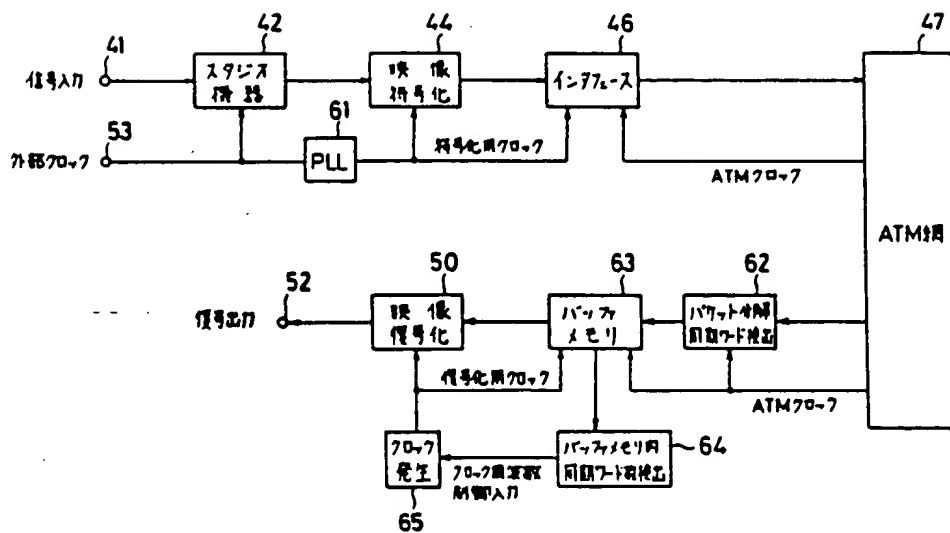 42
44
46
47
41
信号入力
スタジオ
機器
映像
符号化
インタフェース
53
61
外部クロック
PLL
符号化用クロック
ATMクロック
ATM網
52
50
63
62
信号出力
映像
復号化
バッファ
メモリ
パケット分解
同期ワード検出
復号化用クロック
ATMクロック
クロック
発生
クロック周波数
制御入力
バッファメモリ内
同期ワード数検出
64
65